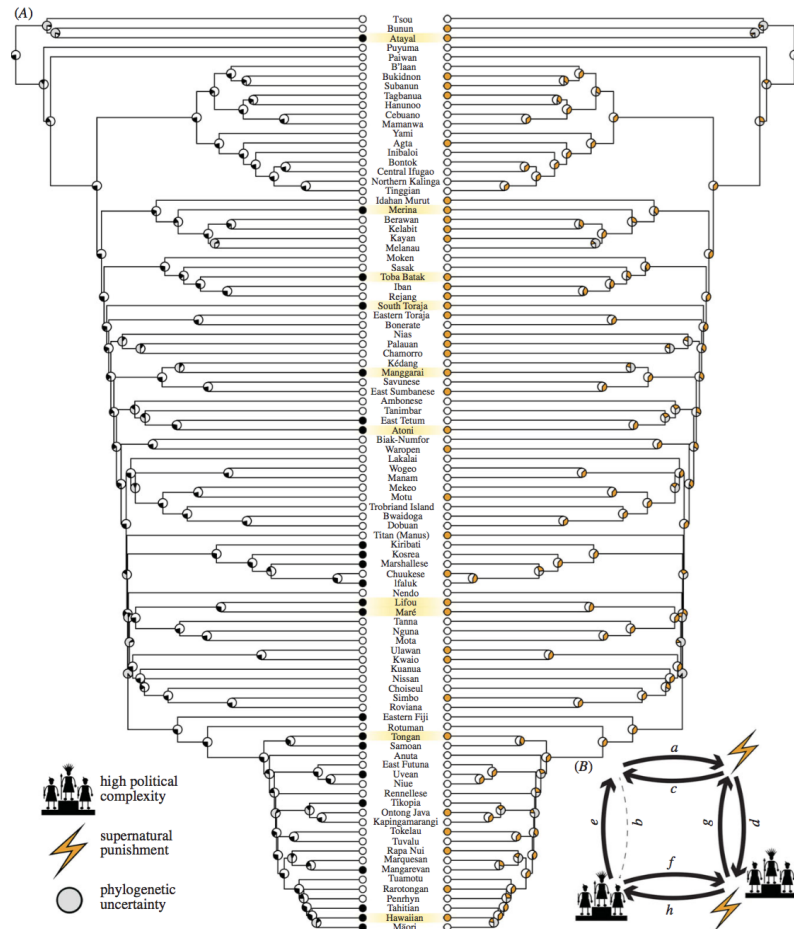 (A)
Tsou
Bunun
Atayal
Puyuma
Paiwan
B'laan
Bukidnon
Subanun
Tagbanua
Hanunoo
Cebuano
Mamanwa
Yami
Agta
Inibaloi
Bontok
Central Ifugao
Northern Kalinga
Tinggian
Idahan Murut
Merina
Berawan
Kelabit
Kayan
Melanau
Moken
Sasak
Toba Batak
Iban
Rejang
South Toraja
Eastern Toraja
Bonerate
Nias
Palauan
Chamorro
Kédang
Manggarai
Savunese
East Sumbanese
Ambonese
Tanimbar
East Tetum
Atoni
Biak-Numfor
Waropen
Lakalai
Wogeo
Manam
Mekeo
Motu
Trobriand Island
Bwaidoga
Dobuan
Titan (Manus)
Kiribati
Kosrea
Marshallese
Chuukese
Ifaluk
Nendo
Lifou
Maré
Tanna
Nguna
Mota
Ulawan
Kwaio
Kuanua
Nissan
Choiseul
Simbo
Roviana
Eastern Fiji
Rotuman
Tongan
Samoan
Anuta
East Futuna
Uvean
Niue
Rennellese
Tikopia
Ontong Java
Kapingamarangi
Tokelau
Tuvalu
Rapa Nui
Marquesan
Mangarevan
Tuamotu
Rarotongan
Penrhyn
Tahitian
Hawaiian
Māori
high political
complexity
supernatural
punishment
phylogenetic
uncertainty
(B)
a
c
e
b
g
d
f
h